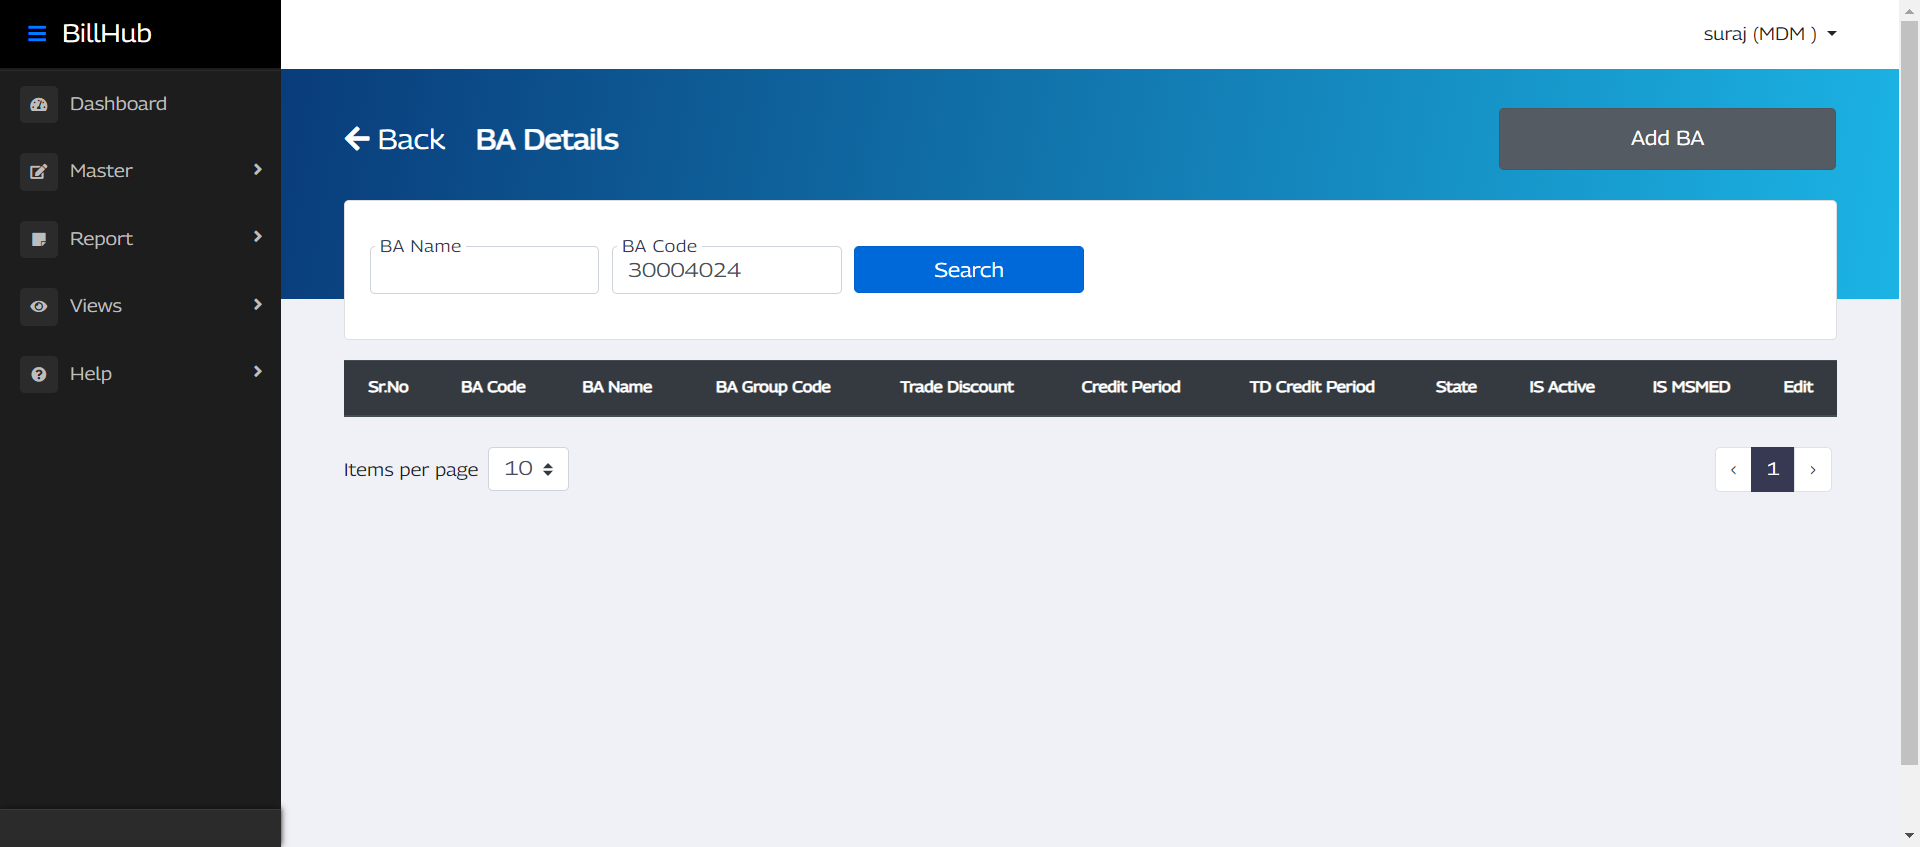 BillHub
suraj (MDM )
Dashboard
Master
Report
Views
Help
Back BA Details
Add BA
BA Name
BA Code
30004024
Search
Sr.No BA Code BA Name BA Group Code Trade Discount Credit Period TD Credit Period State IS Active IS MSMED Edit
Items per page 10
‹ 1 ›